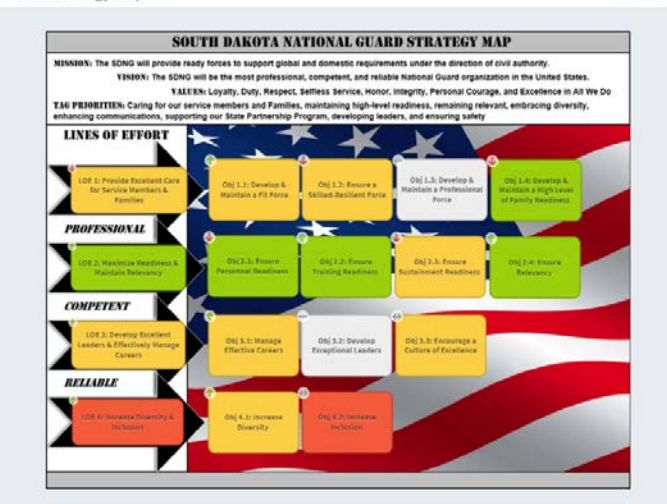 SOUTH DAKOTA NATIONAL GUARD STRATEGY MAP
MISSION: The SDNG will provide ready forces to support global and domestic requirements under the direction of civil authority.
VISION: The SDNG will be the most professional, competent, and reliable National Guard organization in the United States.
VALUES: Loyalty, Duty, Respect, Selfless Service, Honor, Integrity, Personal Courage, and Excellence in All We Do
TAG PRIORITIES: Caring for our service members and Families, maintaining high-level readiness, remaining relevant, embracing diversity,
enhancing communications, supporting our State Partnership Program, developing leaders, and ensuring safety
LINES OF EFFORT
LOE 1: Provide Excellent Care
for Service Members &
Families
Obj 1.1: Develop &
Maintain a Fit Force
Obj 1.2: Ensure a
Skilled-Resilient Force
Obj 1.3: Develop &
Maintain a Professional
Force
Obj 1.4: Develop &
Maintain a High Level
of Family Readiness
PROFESSIONAL
LOE 2: Maximize Readiness &
Maintain Relevancy
Obj 2.1: Ensure
Personnel Readiness
Obj 2.2: Ensure
Training Readiness
Obj 2.3: Ensure
Sustainment Readiness
Obj 2.4: Ensure
Relevancy
COMPETENT
LOE 3: Develop Excellent
Leaders & Effectively Manage
Careers
Obj 3.1: Manage
Effective Careers
Obj 3.2: Develop
Exceptional Leaders
Obj 3.3: Encourage a
Culture of Excellence
RELIABLE
LOE 4: Increase Diversity &
Inclusion
Obj 4.1: Increase
Diversity
Obj 4.2: Increase
Inclusion